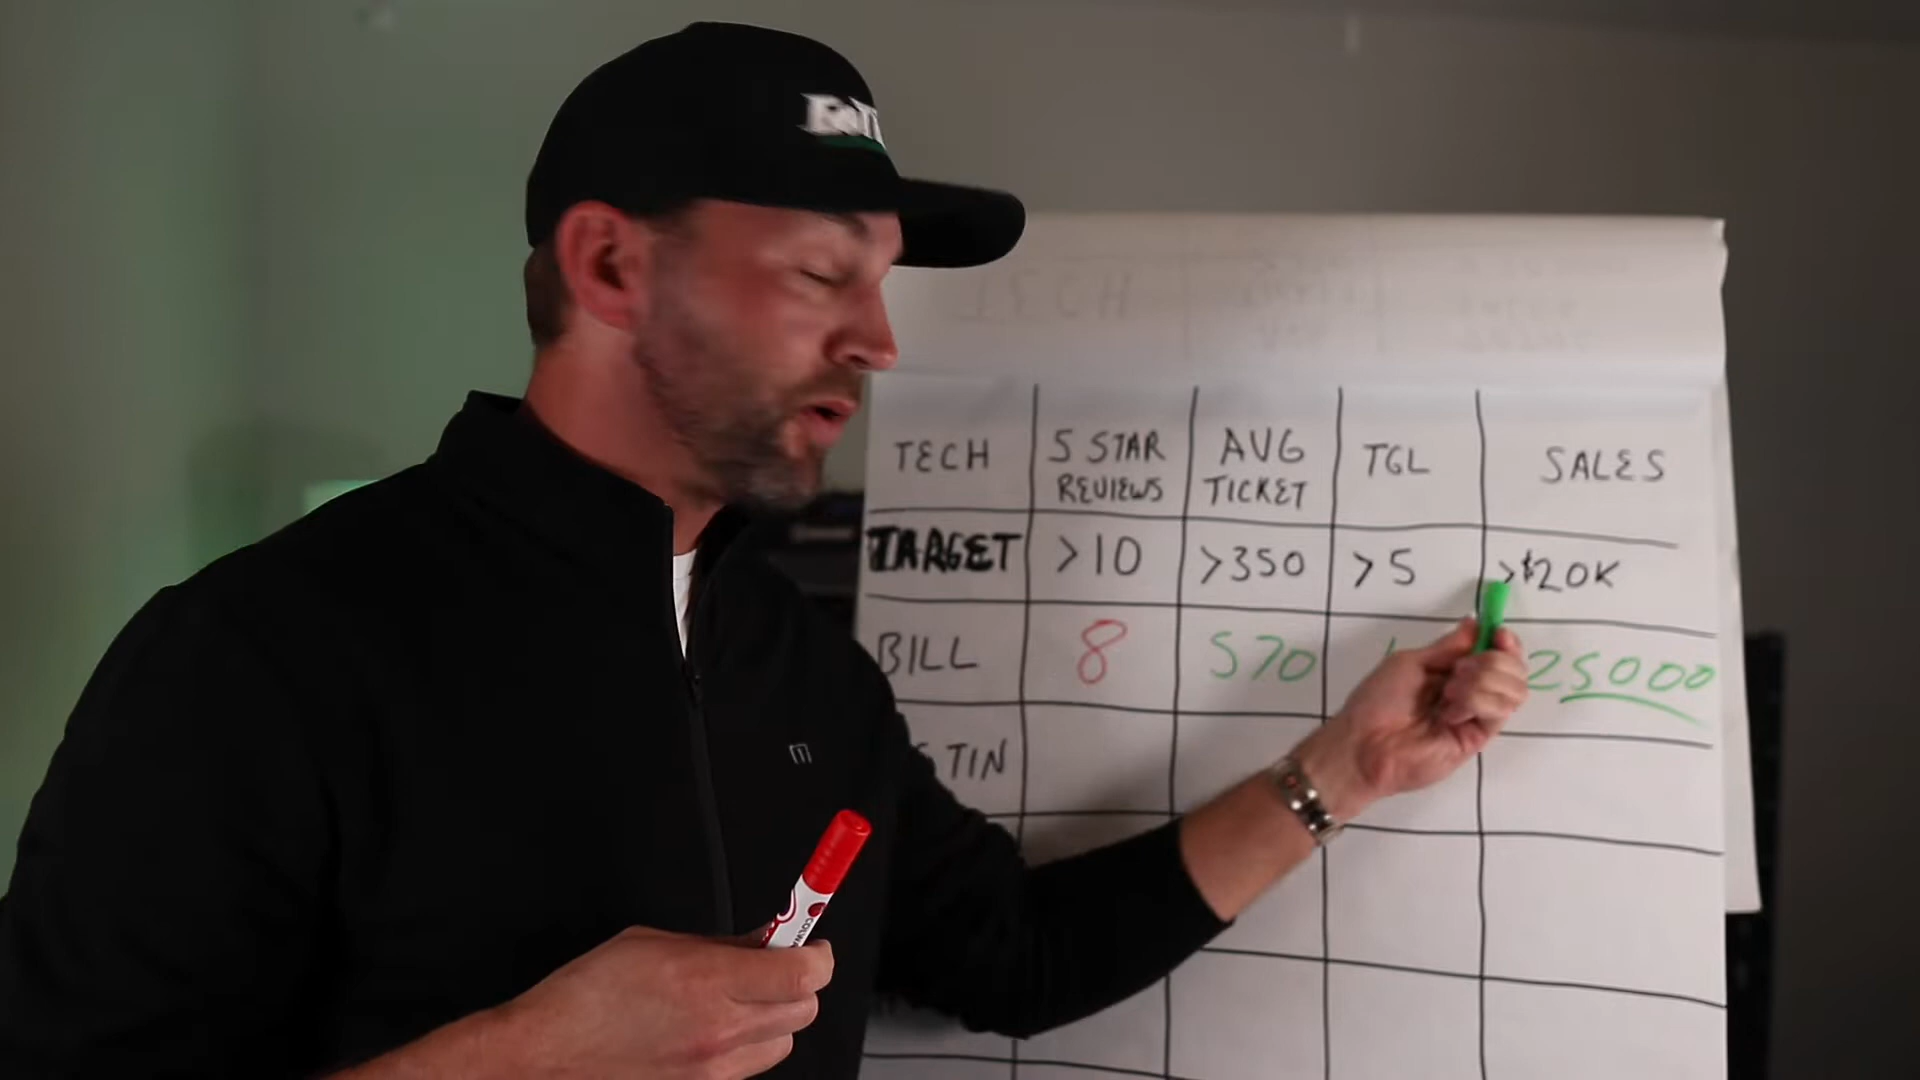 TECH
5 STAR
REVIEWS
AVG
TICKET
TGL
SALES
TARGET
>10
>350
>5
>$20K
BILL
8
570
25000
TIN